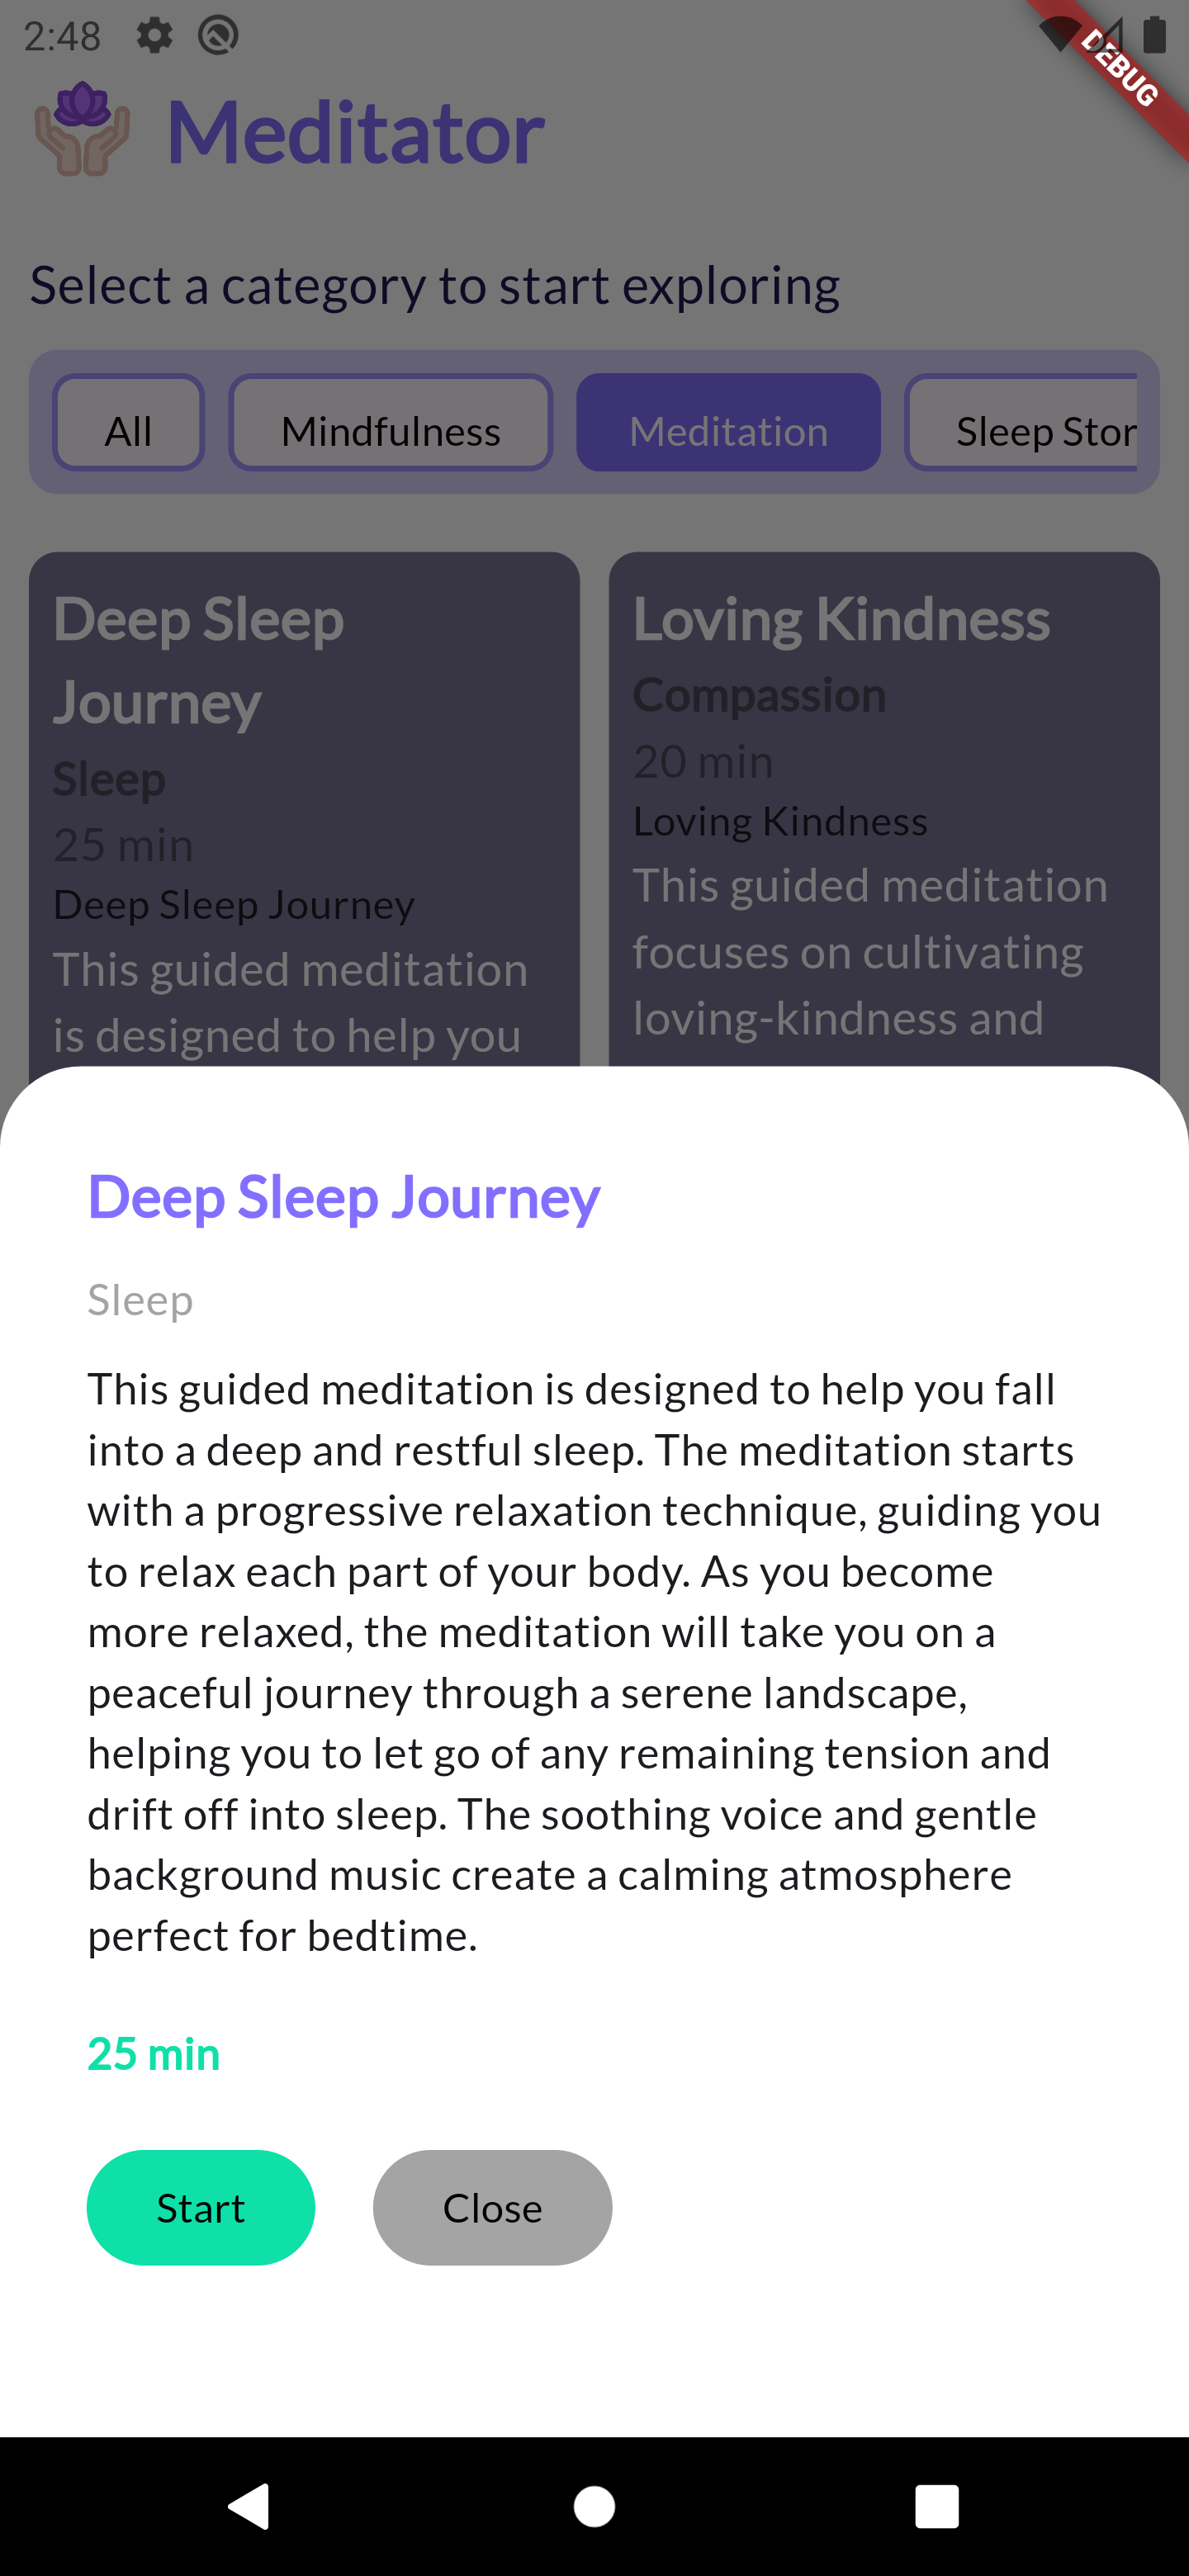 2:48
DEBUG
Meditator
Select a category to start exploring
All
Mindfulness
Meditation
Sleep Stor
Deep Sleep
Journey
Sleep
25 min
Deep Sleep Journey
This guided meditation
is designed to help you
Loving Kindness
Compassion
20 min
Loving Kindness
This guided meditation
focuses on cultivating
loving-kindness and
Deep Sleep Journey
Sleep
This guided meditation is designed to help you fall
into a deep and restful sleep. The meditation starts
with a progressive relaxation technique, guiding you
to relax each part of your body. As you become
more relaxed, the meditation will take you on a
peaceful journey through a serene landscape,
helping you to let go of any remaining tension and
drift off into sleep. The soothing voice and gentle
background music create a calming atmosphere
perfect for bedtime.
25 min
Start
Close